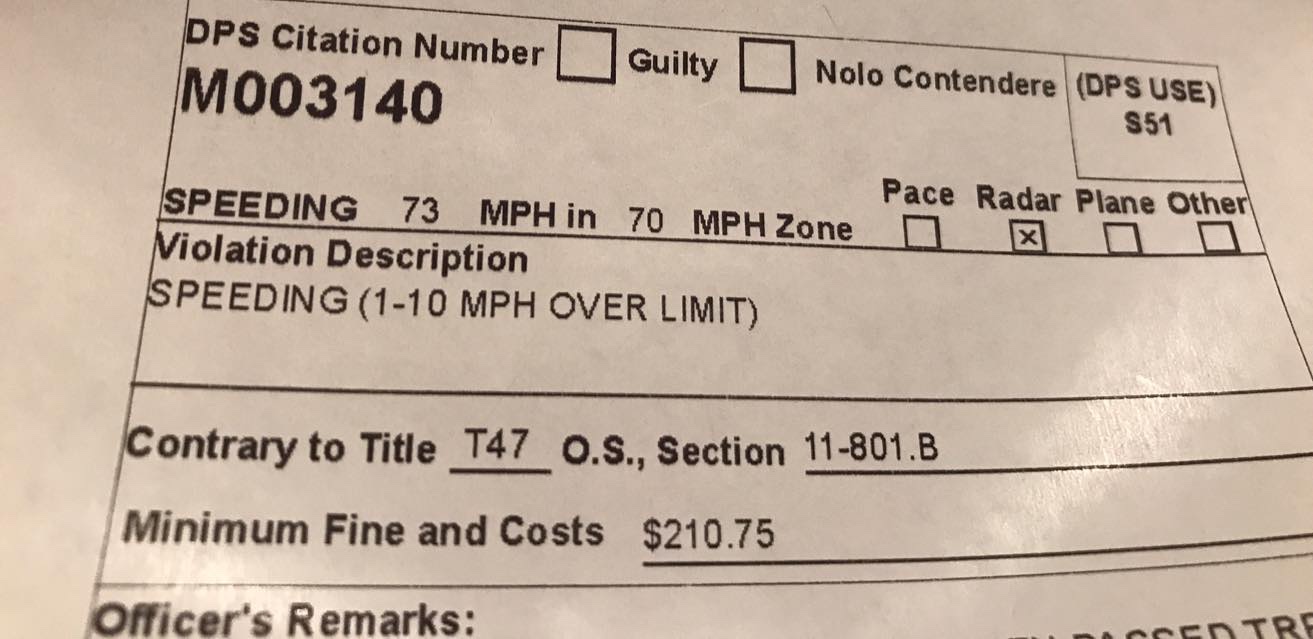 DPS Citation Number Guilty Nolo Contendere (DPS USE)
M003140 S51
Pace Radar Plane Other
SPEEDING 73 MPH in 70 MPH Zone x
Violation Description
SPEEDING (1-10 MPH OVER LIMIT)
Contrary to Title T47 O.S., Section 11-801.B
Minimum Fine and Costs $210.75
Officer's Remarks:
PASSED